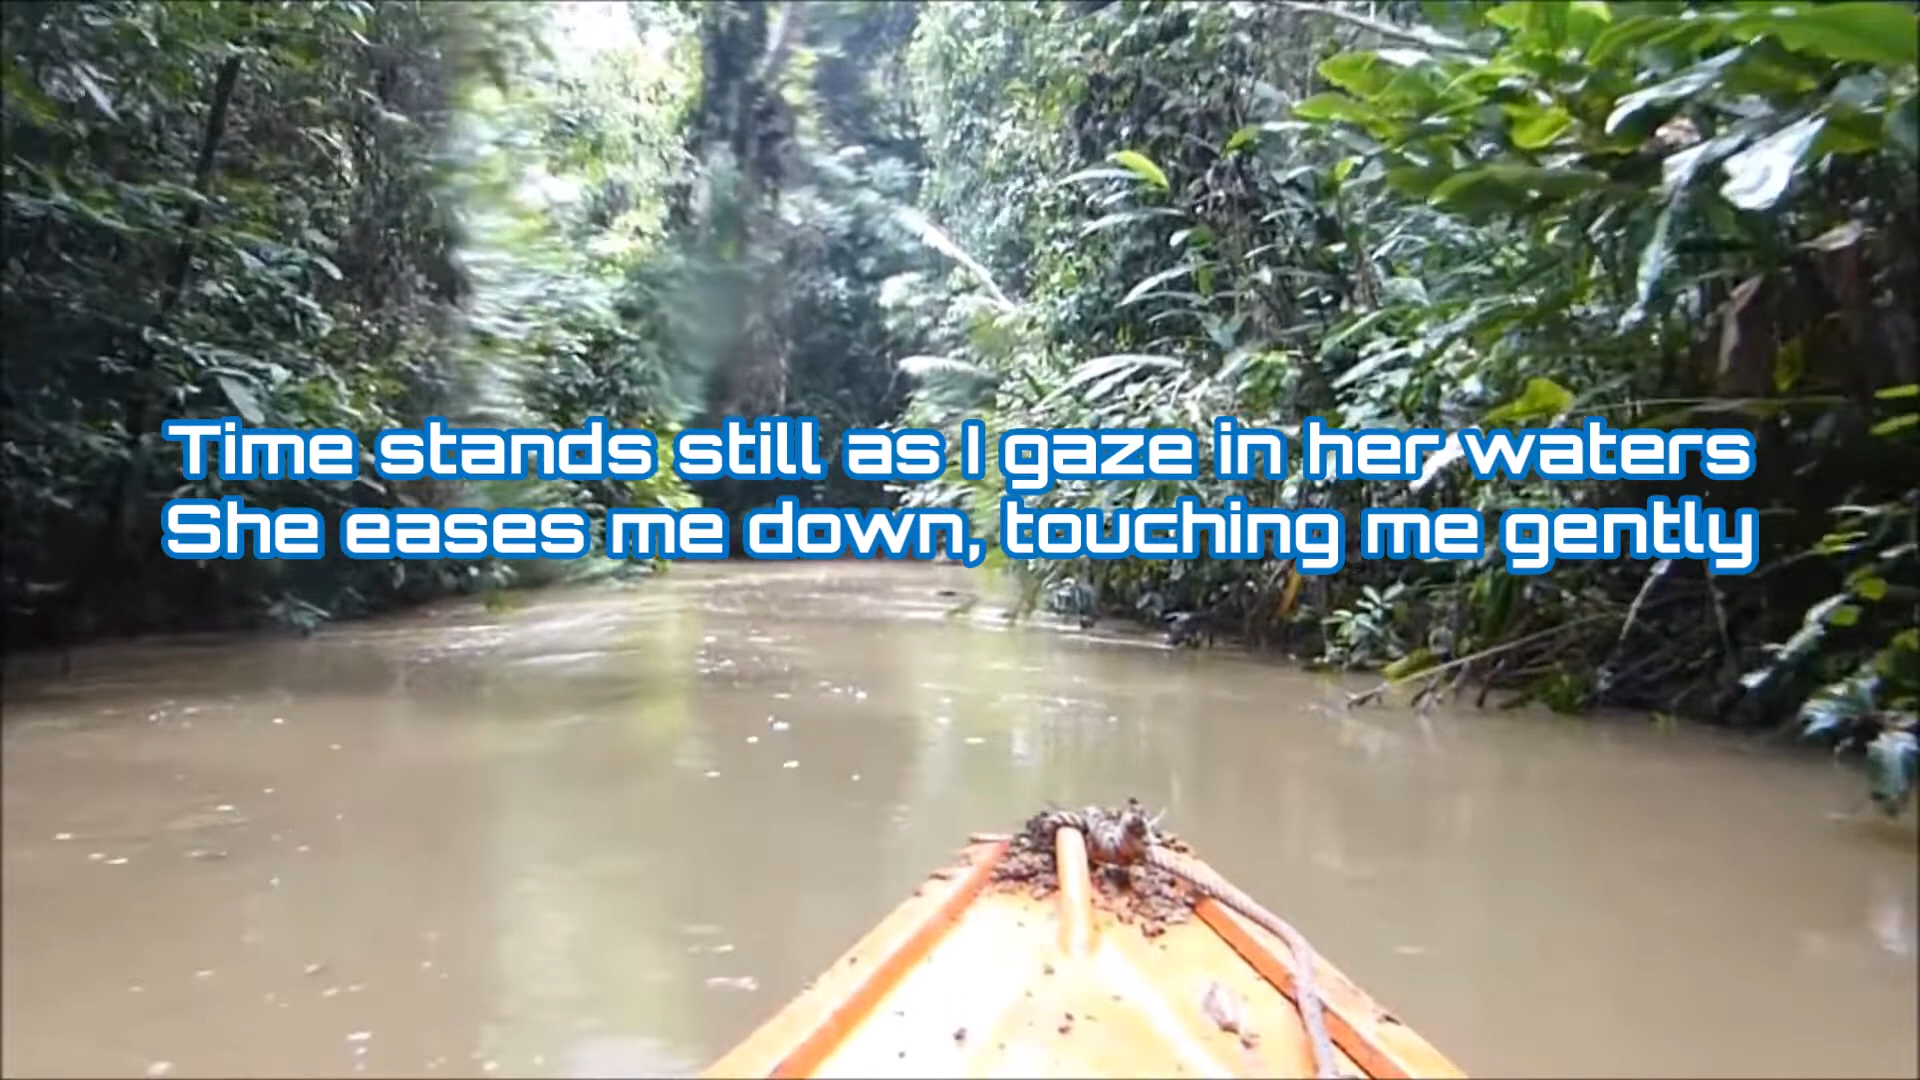 Time stands still as I gaze in her waters
She eases me down, touching me gently